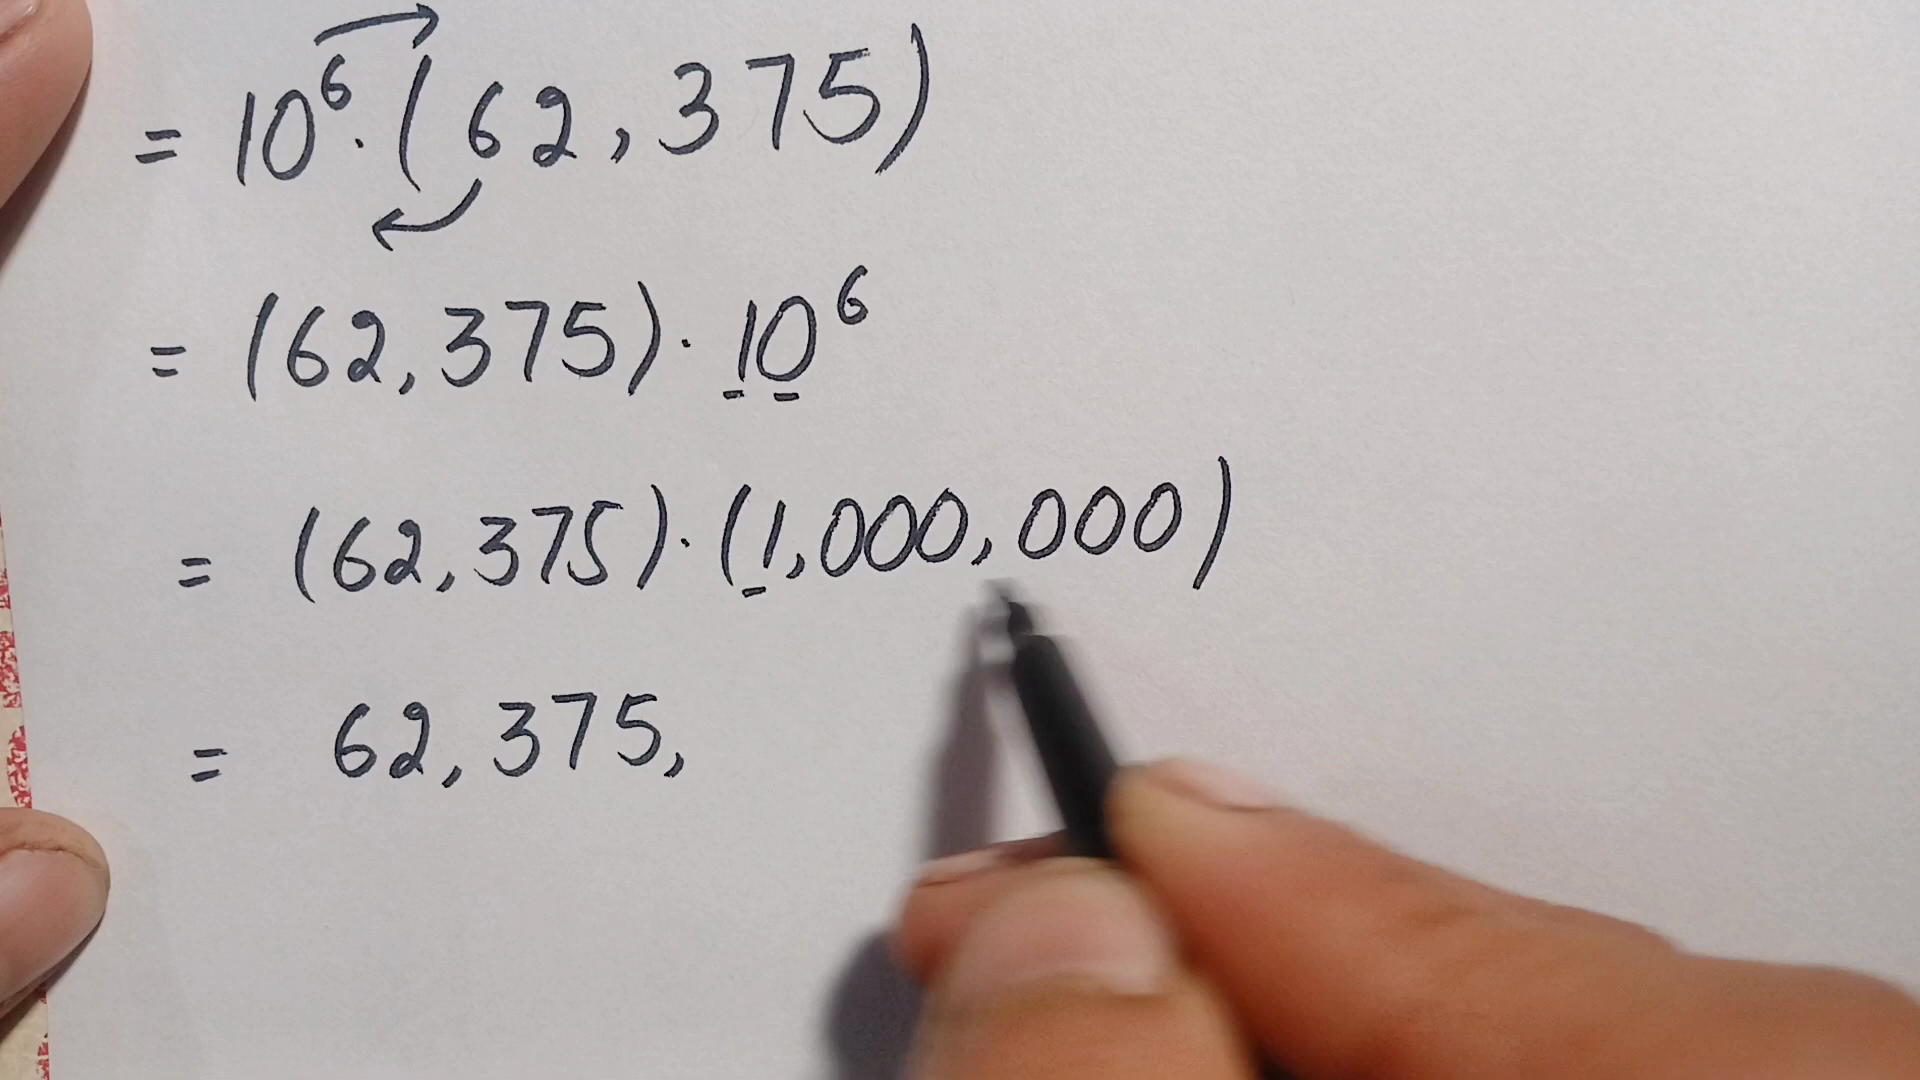 = 10⁶ · (62,375)
= (62,375) · 10⁶
= (62,375) · (1,000,000)
= 62,375,